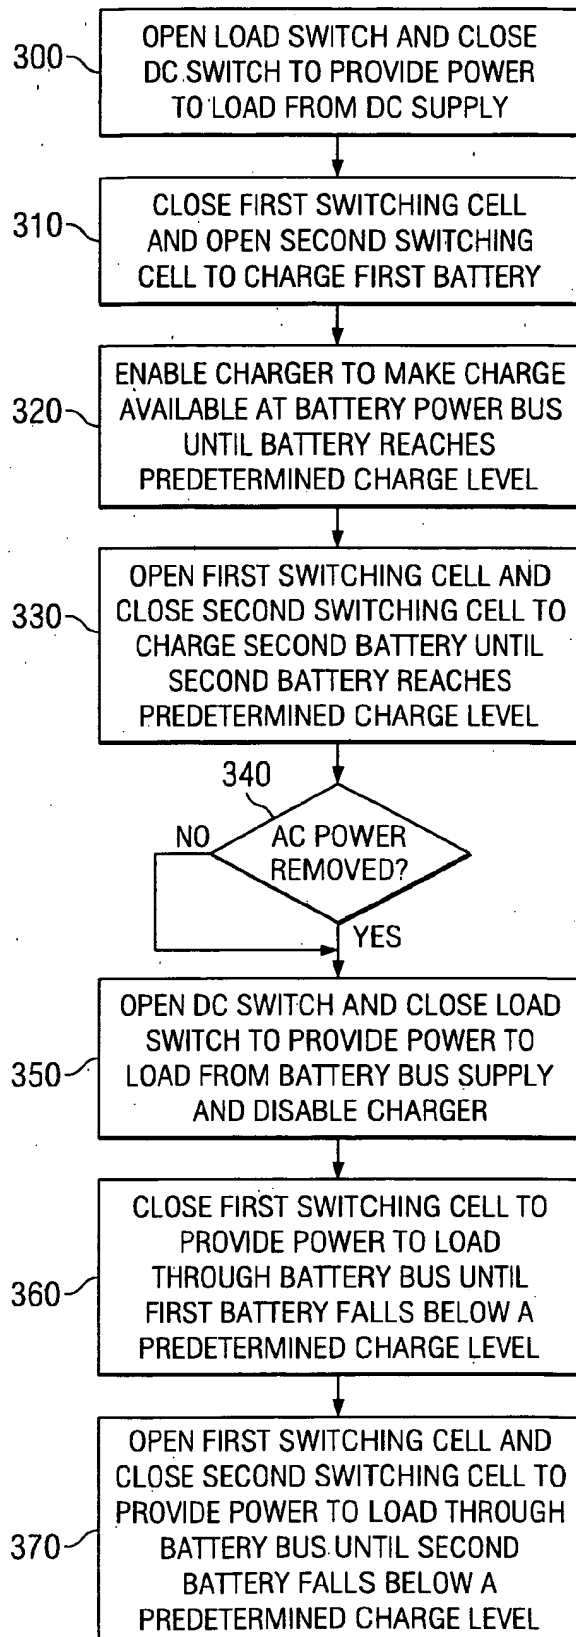 300
OPEN LOAD SWITCH AND CLOSE
DC SWITCH TO PROVIDE POWER
TO LOAD FROM DC SUPPLY
310
CLOSE FIRST SWITCHING CELL
AND OPEN SECOND SWITCHING
CELL TO CHARGE FIRST BATTERY
320
ENABLE CHARGER TO MAKE CHARGE
AVAILABLE AT BATTERY POWER BUS
UNTIL BATTERY REACHES
PREDETERMINED CHARGE LEVEL
330
OPEN FIRST SWITCHING CELL AND
CLOSE SECOND SWITCHING CELL TO
CHARGE SECOND BATTERY UNTIL
SECOND BATTERY REACHES
PREDETERMINED CHARGE LEVEL
340
NO
AC POWER
REMOVED?
YES
350
OPEN DC SWITCH AND CLOSE LOAD
SWITCH TO PROVIDE POWER TO
LOAD FROM BATTERY BUS SUPPLY
AND DISABLE CHARGER
360
CLOSE FIRST SWITCHING CELL TO
PROVIDE POWER TO LOAD
THROUGH BATTERY BUS UNTIL
FIRST BATTERY FALLS BELOW A
PREDETERMINED CHARGE LEVEL
370
OPEN FIRST SWITCHING CELL AND
CLOSE SECOND SWITCHING CELL TO
PROVIDE POWER TO LOAD THROUGH
BATTERY BUS UNTIL SECOND
BATTERY FALLS BELOW A
PREDETERMINED CHARGE LEVEL